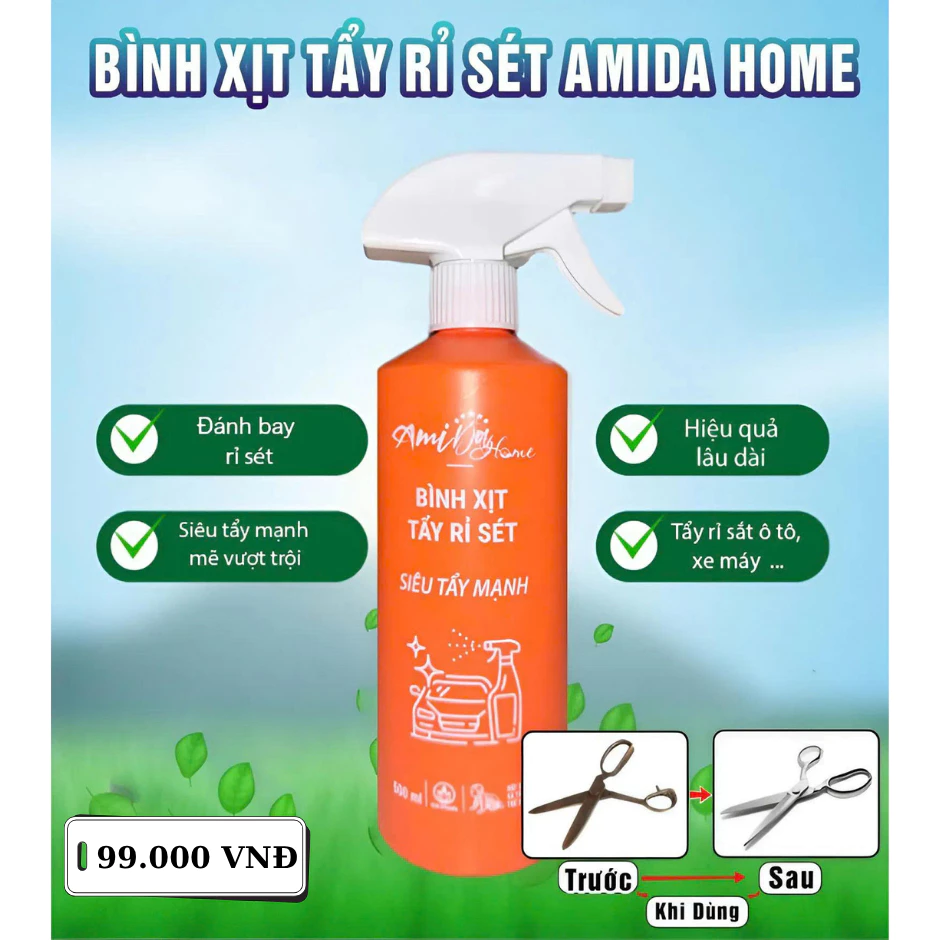 BÌNH XỊT TẨY RỈ SÉT AMIDA HOME
Đánh bay
rỉ sét
Siêu tẩy mạnh
mẽ vượt trội
Hiệu quả
lâu dài
Tẩy rỉ sắt ô tô,
xe máy ...
AmiDa Home
BÌNH XỊT
TẨY RỈ SÉT
SIÊU TẨY MẠNH
500 ml
99.000 VNĐ
Trước
Sau
Khi Dùng